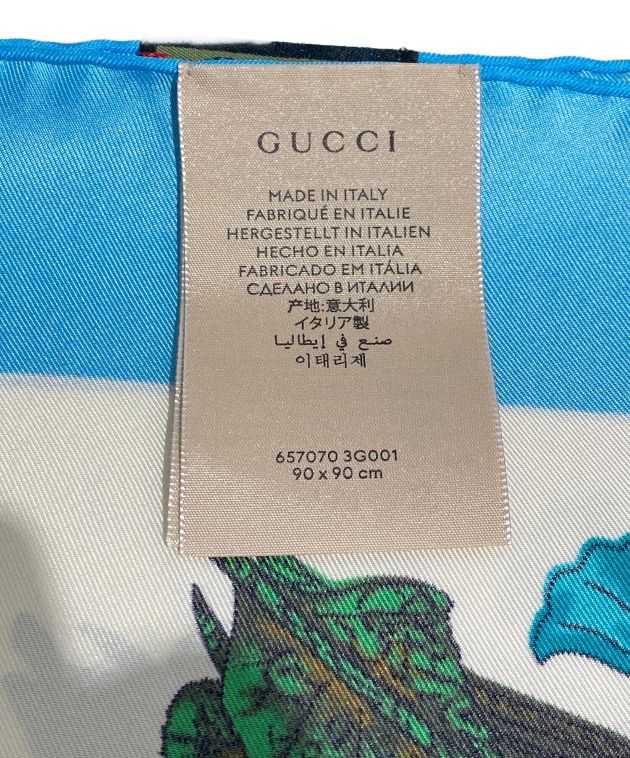 GUCCI
MADE IN ITALY
FABRIQUÉ EN ITALIE
HERGESTELLT IN ITALIEN
HECHO EN ITALIA
FABRICADO EM ITÁLIA
СДЕЛАНО В ИТАЛИИ
产地:意大利
イタリア製
صنع في إيطاليا
이태리제
657070 3G001
90 x 90 cm